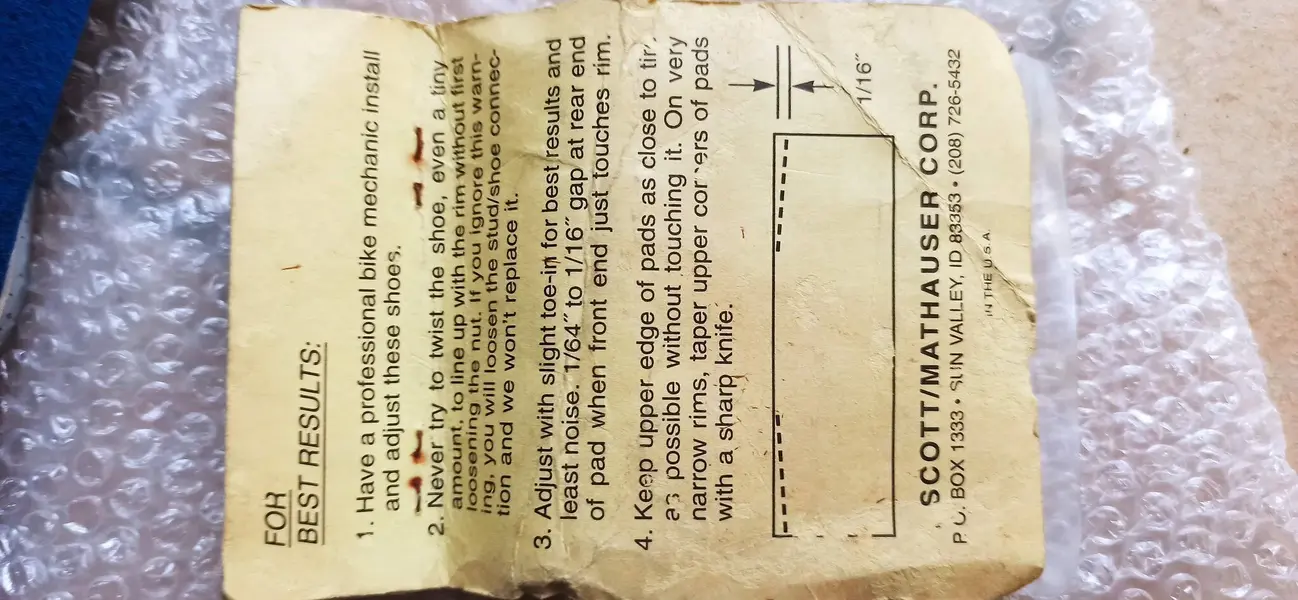 FOR
BEST RESULTS:
1. Have a professional bike mechanic install
and adjust these shoes.
2. Never try to twist the shoe, even a tiny
amount, to line up with the rim without first
loosening the nut. If you ignore this warn-
ing, you will loosen the stud/shoe connec-
tion and we won't replace it.
3. Adjust with slight toe-in for best results and
least noise. 1/64″ to 1/16″ gap at rear end
of pad when front end just touches rim.
4. Keep upper edge of pads as close to
as possible without touching it. On very
narrow rims, taper upper corners of pads
with a sharp knife.
1/16″
SCOTT/MATHAUSER CORP.
P.O. BOX 1333 • SUN VALLEY, ID 83353 • (208) 726-5432
IN THE U.S.A.